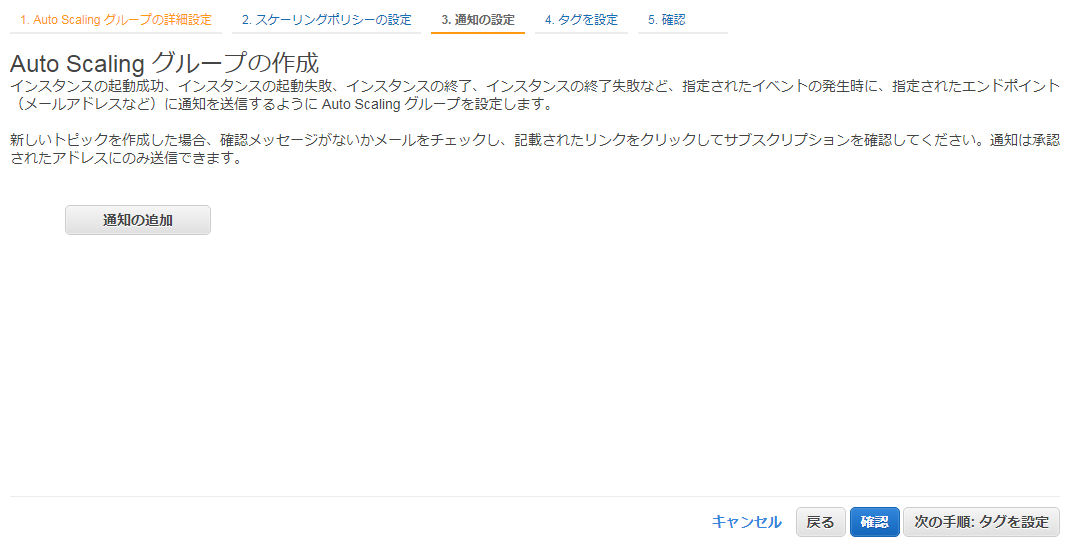 1. Auto Scaling グループの詳細設定 2. スケーリングポリシーの設定 3. 通知の設定 4. タグを設定 5. 確認
Auto Scaling グループの作成
インスタンスの起動成功、インスタンスの起動失敗、インスタンスの終了、インスタンスの終了失敗など、指定されたイベントの発生時に、指定されたエンドポイント
（メールアドレスなど）に通知を送信するように Auto Scaling グループを設定します。
新しいトピックを作成した場合、確認メッセージがないかメールをチェックし、記載されたリンクをクリックしてサブスクリプションを確認してください。通知は承認
されたアドレスにのみ送信できます。
通知の追加
キャンセル 戻る 確認 次の手順: タグを設定